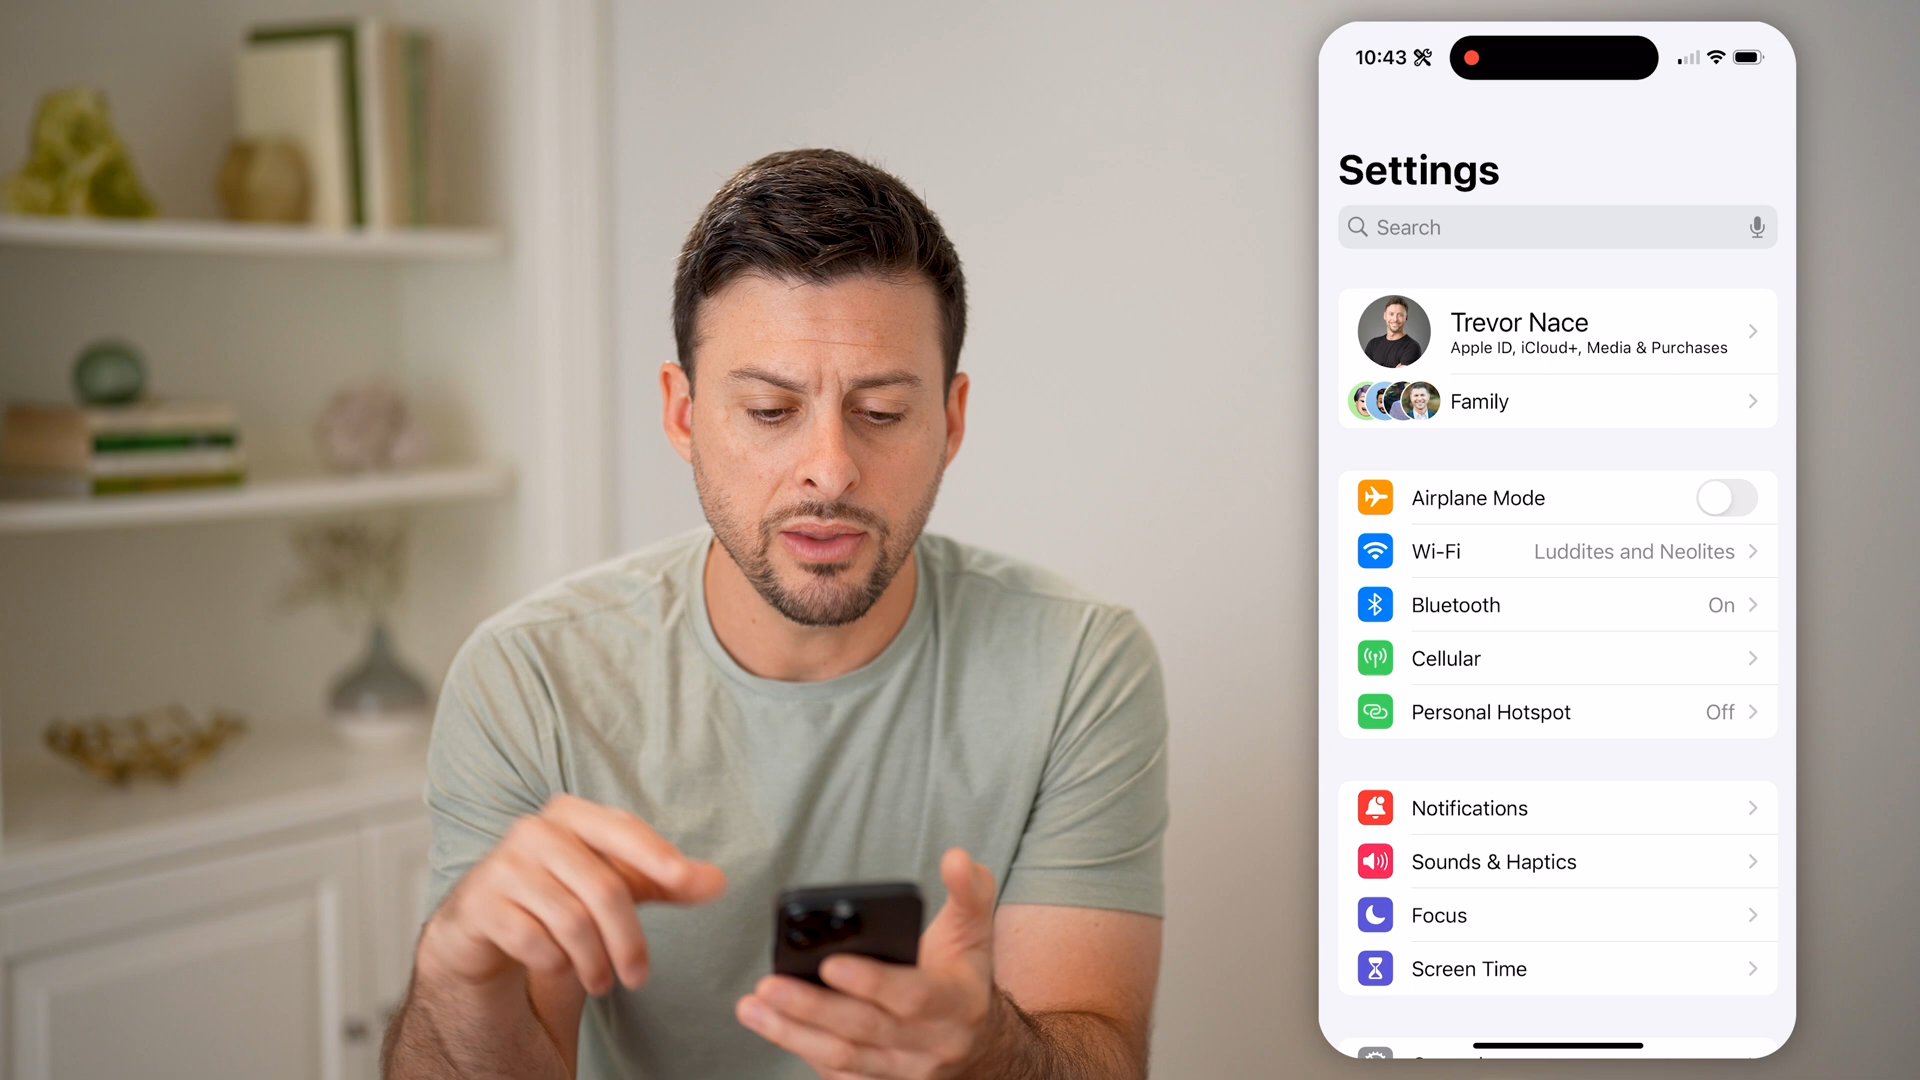 10:43
Settings
Search
Trevor Nace
Apple ID, iCloud+, Media & Purchases
Family
Airplane Mode
Wi-Fi Luddites and Neolites
Bluetooth On
Cellular
Personal Hotspot Off
Notifications
Sounds & Haptics
Focus
Screen Time